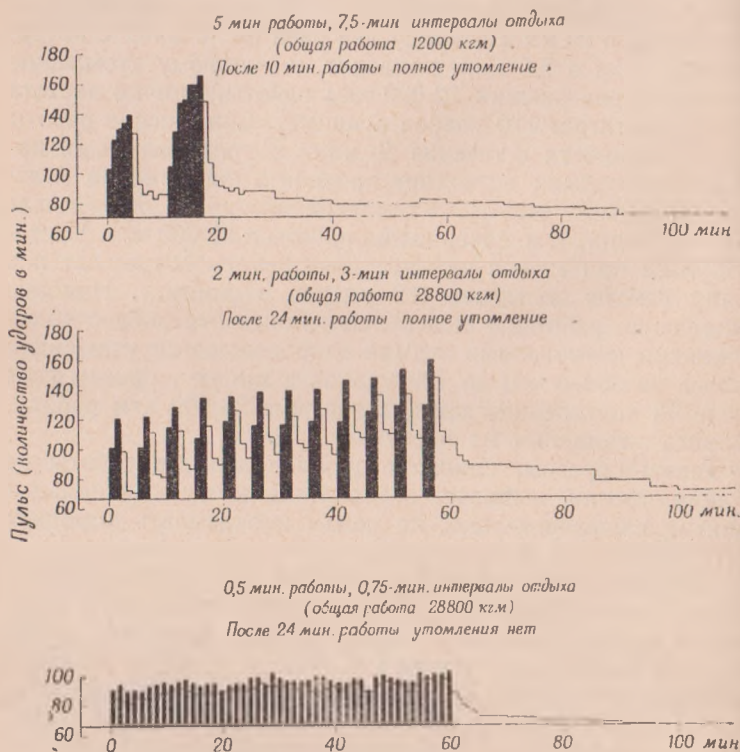 5 мин работы, 7,5-мин интервалы отдыха
(общая работа 12000 кгм)
После 10 мин. работы полное утомление
180
160
140
120
100
80
60
0 20 40 60 80 100 мин
2 мин. работы, 3-мин интервалы отдыха
(общая работа 28800 кгм)
После 24 мин. работы полное утомление
Пульс (количество ударов в мин.)
180
160
140
120
100
80
60
0 20 40 60 80 100 мин.
0,5 мин. работы, 0,75-мин. интервалы отдыха
(общая работа 28800 кгм)
После 24 мин. работы утомления нет
100
80
60
0 20 40 60 80 100 мин